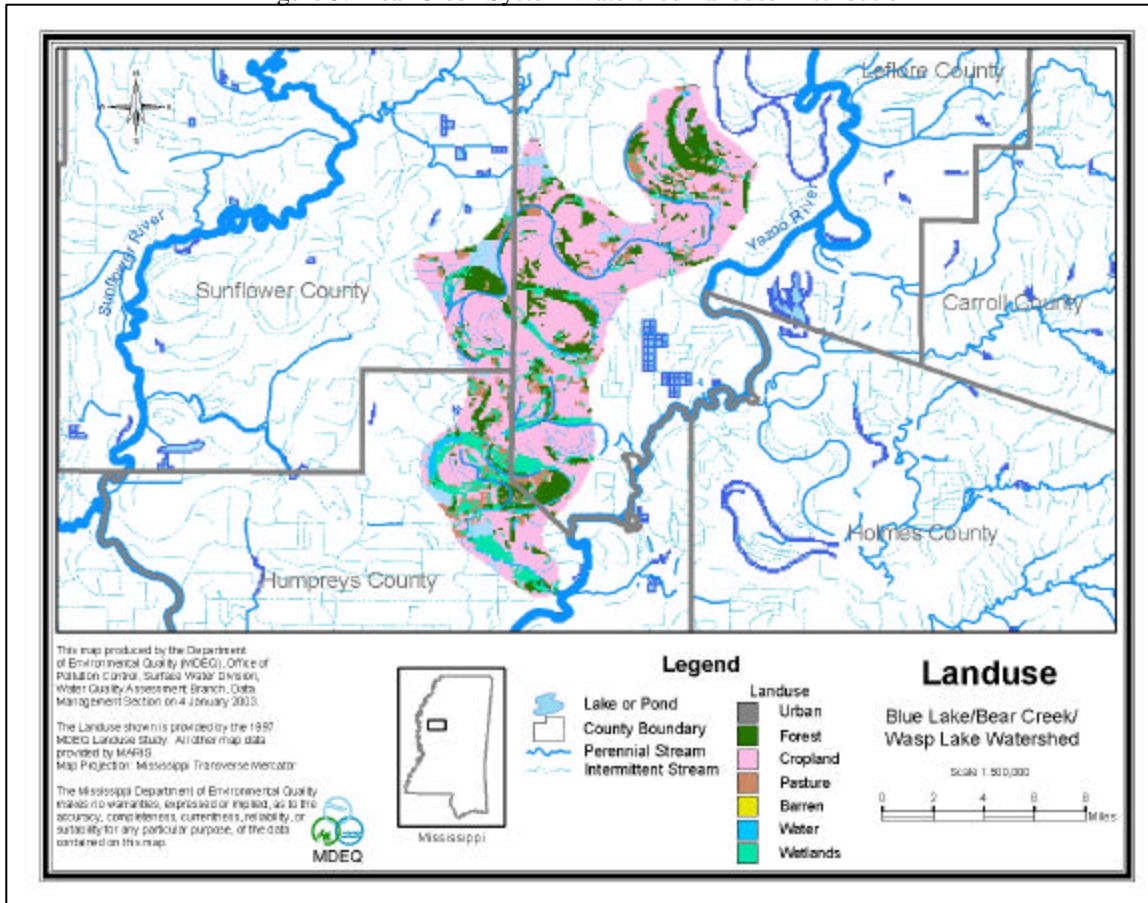 Leflore County
Yazoo River
Sunflower River
Sunflower County
Carroll County
Holmes County
Humpreys County
This map produced by the Department
of Environmental Quality (MDEQ), Office of
Pollution Control, Surface Water Division,
Water Quality Assessment Branch, Data
Management Section on 4 January 2003.
The Landuse shown is provided by the 1997
MDEQ Landuse Study. All other map data
provided by MARIS.
Map Projection: Mississippi Transverse Mercator
The Mississippi Department of Environmental Quality
makes no warranties, expressed or implied, as to the
accuracy, completeness, currentness, reliability, or
suitability for any particular purpose, of the data
contained on this map.
MDEQ
Mississippi
Legend
Lake or Pond
County Boundary
Perennial Stream
Intermittent Stream
Landuse
Urban
Forest
Cropland
Pasture
Barren
Water
Wetlands
Landuse
Blue Lake/Bear Creek/
Wasp Lake Watershed
Scale 1:500,000
0 2 4 6 8
Miles